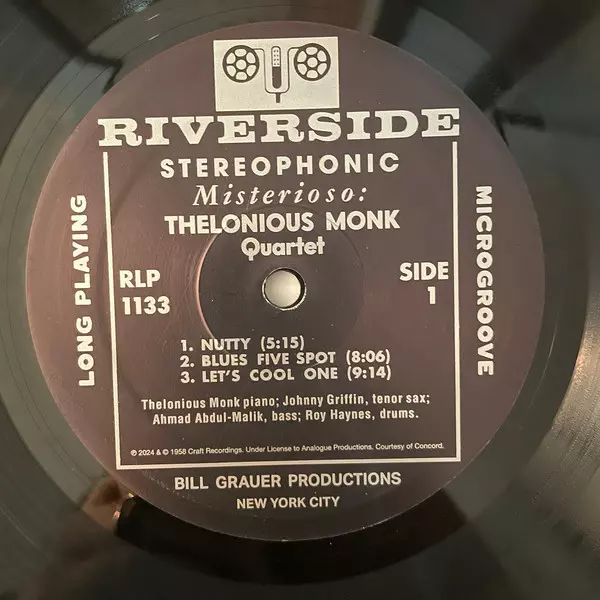 RIVERSIDE
STEREOPHONIC
Misterioso:
THELONIOUS MONK
Quartet
LONG PLAYING
MICROGROOVE
RLP
1133
SIDE
1
1. NUTTY (5:15)
2. BLUES FIVE SPOT (8:06)
3. LET'S COOL ONE (9:14)
Thelonious Monk piano; Johnny Griffin, tenor sax;
Ahmad Abdul-Malik, bass; Roy Haynes, drums.
℗ 2024 & © 1958 Craft Recordings. Under License to Analogue Productions. Courtesy of Concord.
BILL GRAUER PRODUCTIONS
NEW YORK CITY